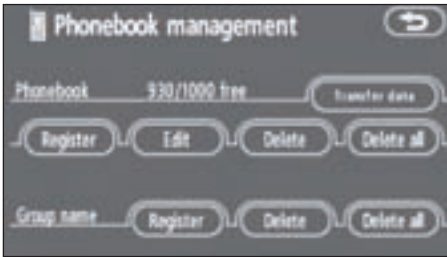 Phonebook management
Phonebook 930/1000 free Transfer data
Register Edit Delete Delete all
Group name Register Delete Delete all